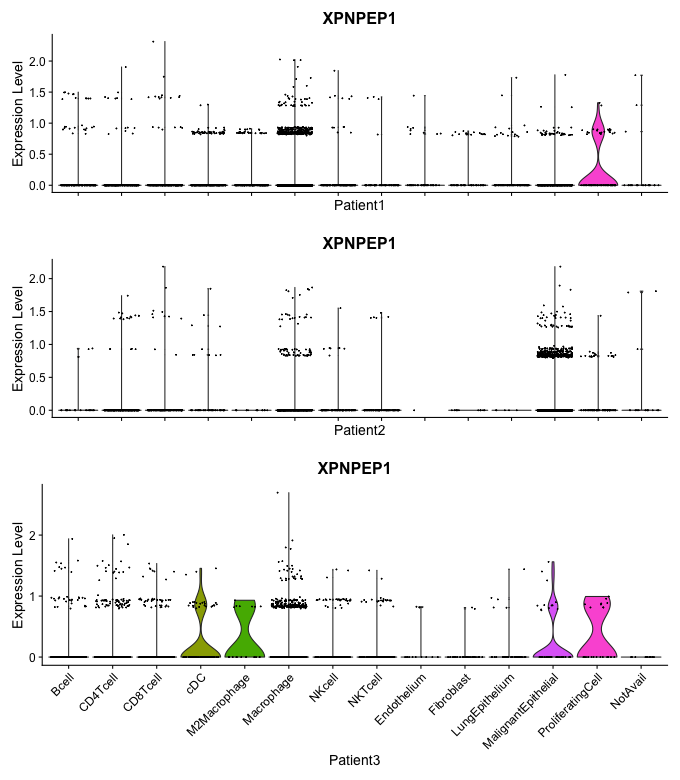 XPNPEP1
Expression Level
2.0
1.5
1.0
0.5
0.0
Patient1
XPNPEP1
Expression Level
2.0
1.5
1.0
0.5
0.0
Patient2
XPNPEP1
Expression Level
2
1
0
Bcell
CD4Tcell
CD8Tcell
cDC
M2Macrophage
Macrophage
NKcell
NKTcell
Endothelium
Fibroblast
LungEpithelium
MalignantEpithelial
ProliferatingCell
NotAvail
Patient3